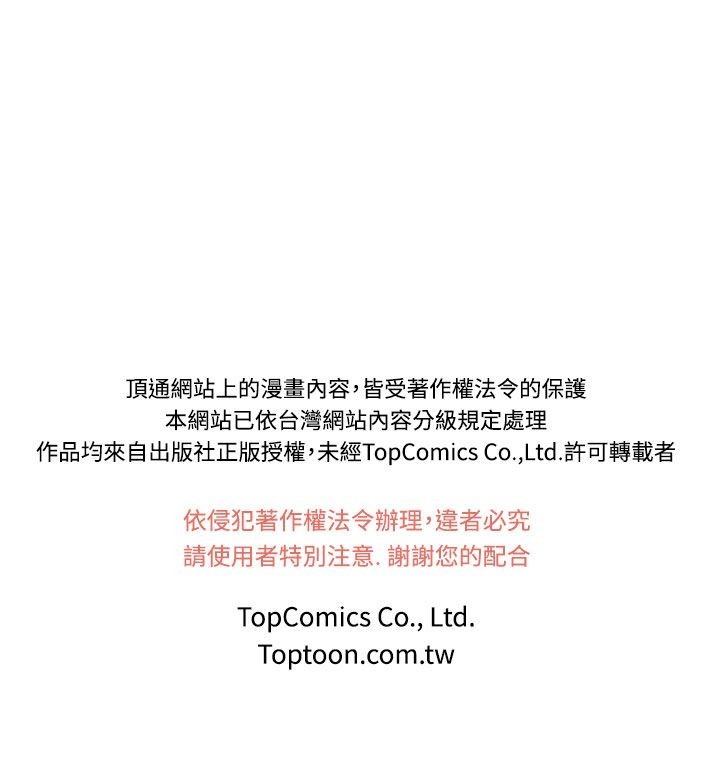 頂通網站上的漫畫內容，皆受著作權法令的保護
本網站已依台灣網站內容分級規定處理
作品均來自出版社正版授權，未經TopComics Co.,Ltd.許可轉載者
依侵犯著作權法令辦理，違者必究
請使用者特別注意. 謝謝您的配合
TopComics Co., Ltd.
Toptoon.com.tw